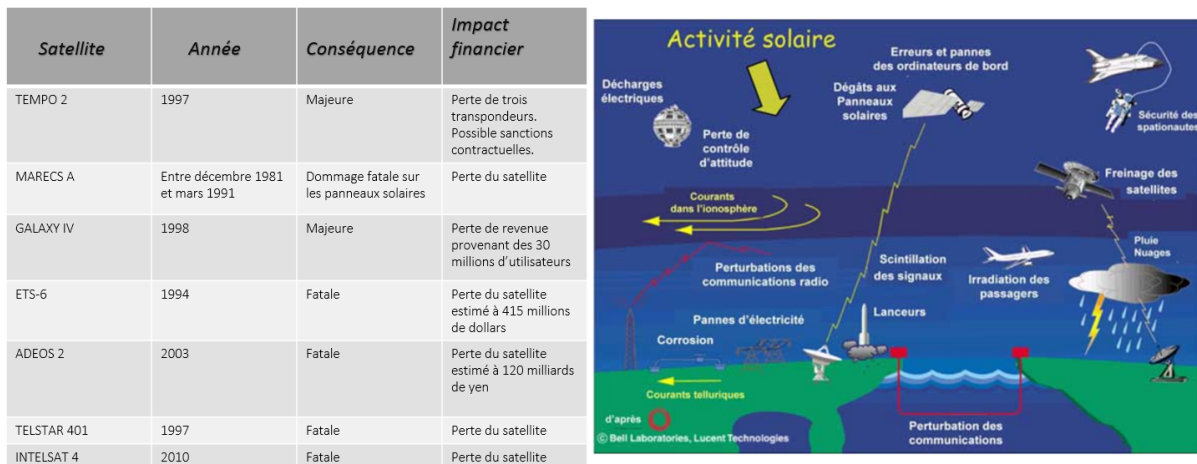 Satellite Année Conséquence Impact
financier
TEMPO 2 1997 Majeure Perte de trois
transpondeurs.
Possible sanctions
contractuelles.
MARECS A Entre décembre 1981 Dommage fatale sur Perte du satellite
et mars 1991 les panneaux solaires
GALAXY IV 1998 Majeure Perte de revenue
provenant des 30
millions d'utilisateurs
ETS-6 1994 Fatale Perte du satellite
estimé à 415 millions
de dollars
ADEOS 2 2003 Fatale Perte du satellite
estimé à 120 milliards
de yen
TELSTAR 401 1997 Fatale Perte du satellite
INTELSAT 4 2010 Fatale Perte du satellite
Activité solaire
Erreurs et pannes
des ordinateurs de bord
Décharges
électriques
Dégâts aux
Panneaux
solaires
Sécurité des
spationautes
Perte de
contrôle
d'attitude
Freinage des
satellites
Courants
dans l'ionosphère
Pluie
Nuages
Perturbations des
communications radio
Scintillation
des signaux
Irradiation des
passagers
Lanceurs
Pannes d'électricité
Corrosion
Courants telluriques
d'après
© Bell Laboratories, Lucent Technologies
Perturbation des
communications